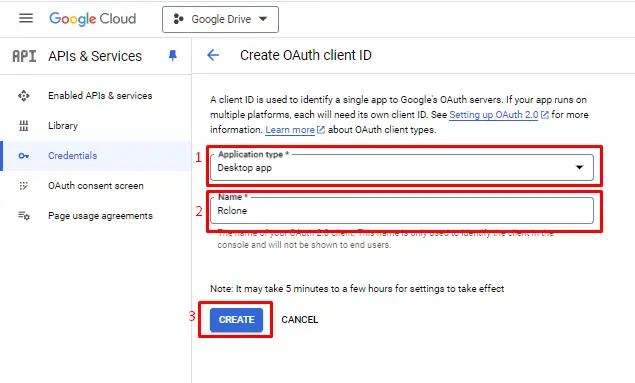 Google Cloud
Google Drive
API APIs & Services
Create OAuth client ID
Enabled APIs & services
Library
Credentials
OAuth consent screen
Page usage agreements
A client ID is used to identify a single app to Google's OAuth servers. If your app runs on
multiple platforms, each will need its own client ID. See Setting up OAuth 2.0 for more
information. Learn more about OAuth client types.
1
Application type *
Desktop app
2
Name *
Rclone
The name of your OAuth 2.0 client. This name is only used to identify the client in the
console and will not be shown to end users.
Note: It may take 5 minutes to a few hours for settings to take effect
3
CREATE
CANCEL